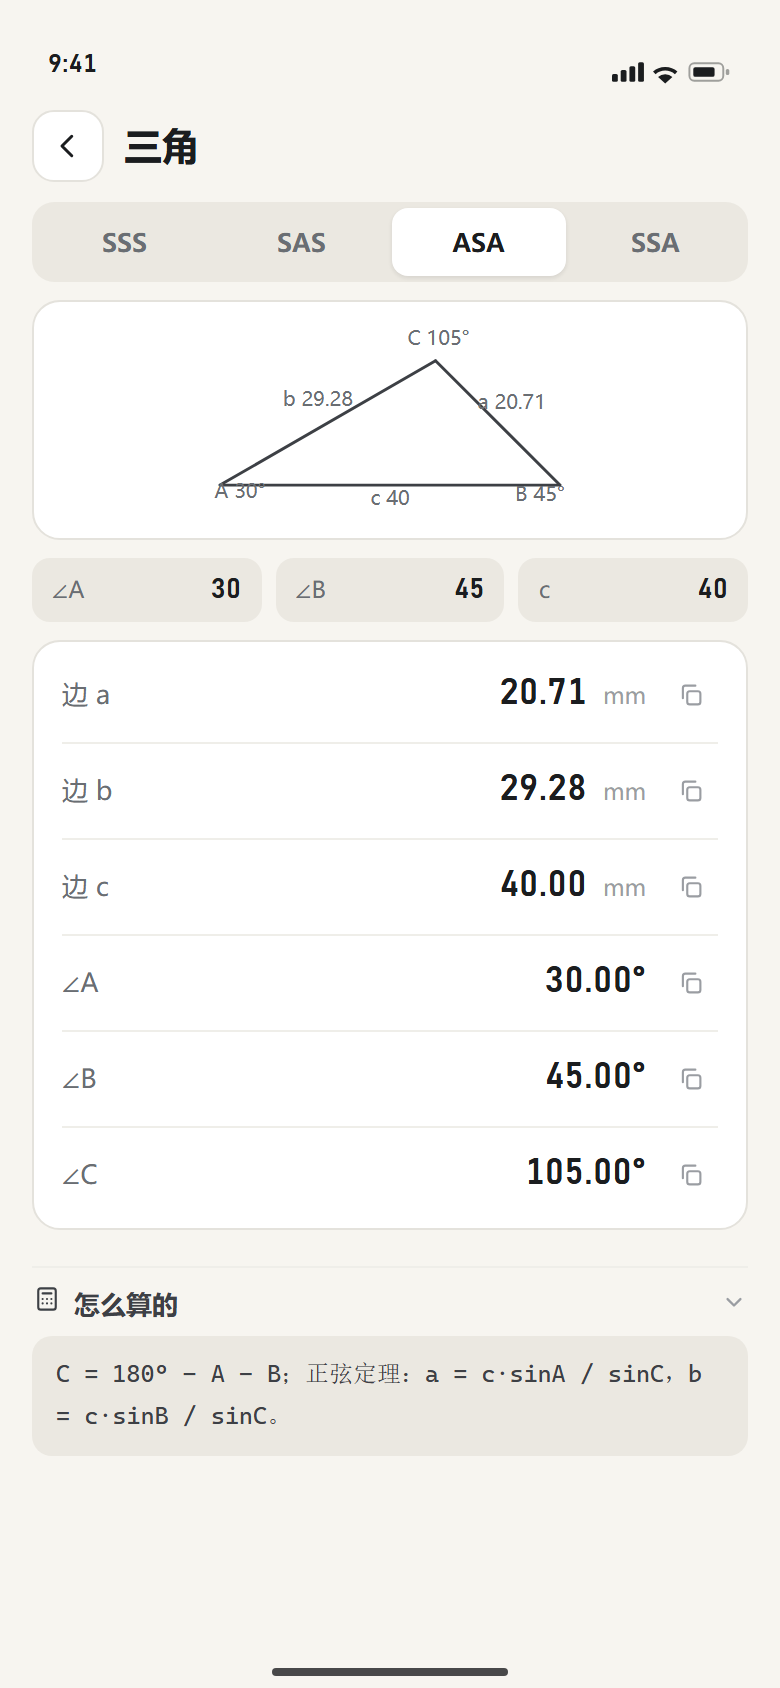 9:41
三角
SSS SAS ASA SSA
C 105°
b 29.28
a 20.71
A 30°
c 40
B 45°
∠A 30 ∠B 45 c 40
边 a 20.71 mm
边 b 29.28 mm
边 c 40.00 mm
∠A 30.00°
∠B 45.00°
∠C 105.00°
怎么算的
C = 180° − A − B；正弦定理：a = c·sinA / sinC，b
= c·sinB / sinC。